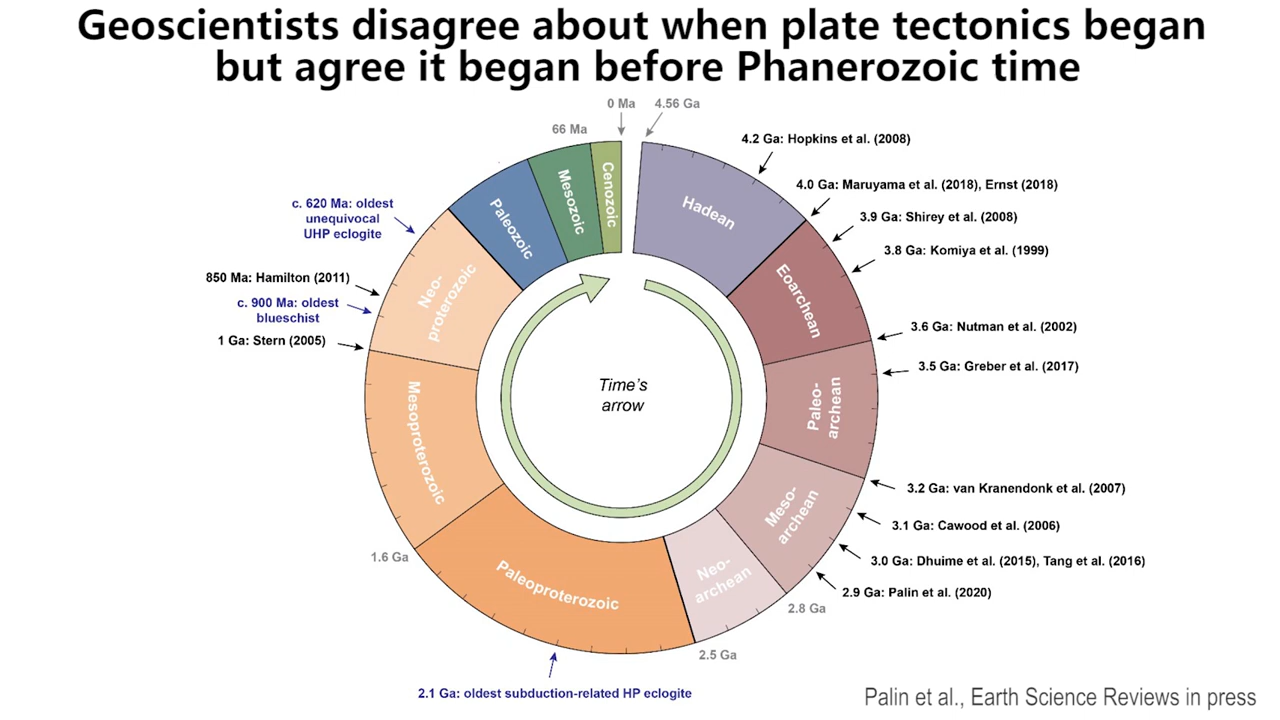 Geoscientists disagree about when plate tectonics began
but agree it began before Phanerozoic time
0 Ma
4.56 Ga
66 Ma
4.2 Ga: Hopkins et al. (2008)
4.0 Ga: Maruyama et al. (2018), Ernst (2018)
3.9 Ga: Shirey et al. (2008)
3.8 Ga: Komiya et al. (1999)
3.6 Ga: Nutman et al. (2002)
3.5 Ga: Greber et al. (2017)
3.2 Ga: van Kranendonk et al. (2007)
3.1 Ga: Cawood et al. (2006)
3.0 Ga: Dhuime et al. (2015), Tang et al. (2016)
2.9 Ga: Palin et al. (2020)
2.8 Ga
2.5 Ga
2.1 Ga: oldest subduction-related HP eclogite
1.6 Ga
1 Ga: Stern (2005)
c. 900 Ma: oldest
blueschist
850 Ma: Hamilton (2011)
c. 620 Ma: oldest
unequivocal
UHP eclogite
Hadean
Eoarchean
Paleo-
archean
Meso-
archean
Neo-
archean
Paleoproterozoic
Mesoproterozoic
Neo-
proterozoic
Paleozoic
Mesozoic
Cenozoic
Time's
arrow
Palin et al., Earth Science Reviews in press